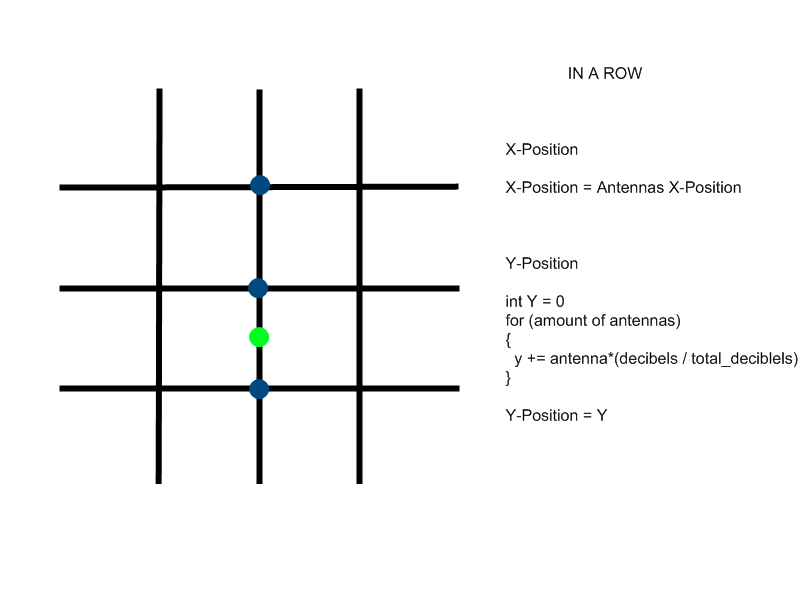 IN A ROW
X-Position
X-Position = Antennas X-Position
Y-Position
int Y = 0
for (amount of antennas)
{
y += antenna*(decibels / total_deciblels)
}
Y-Position = Y